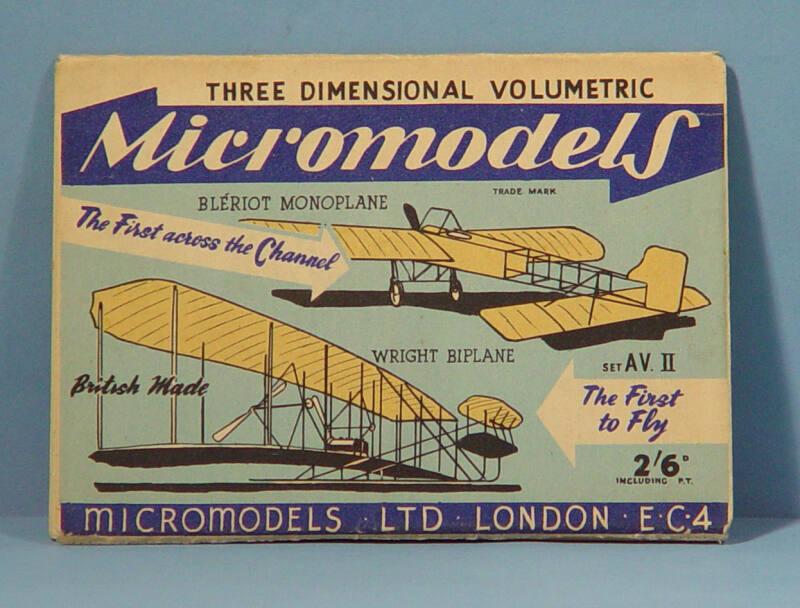 THREE DIMENSIONAL VOLUMETRIC
Micromodels
TRADE MARK
BLÉRIOT MONOPLANE
The First across the Channel
WRIGHT BIPLANE
British Made
SET AV. II
The First
to Fly
2'6D
INCLUDING P.T.
MICROMODELS · LTD · LONDON · E·C·4